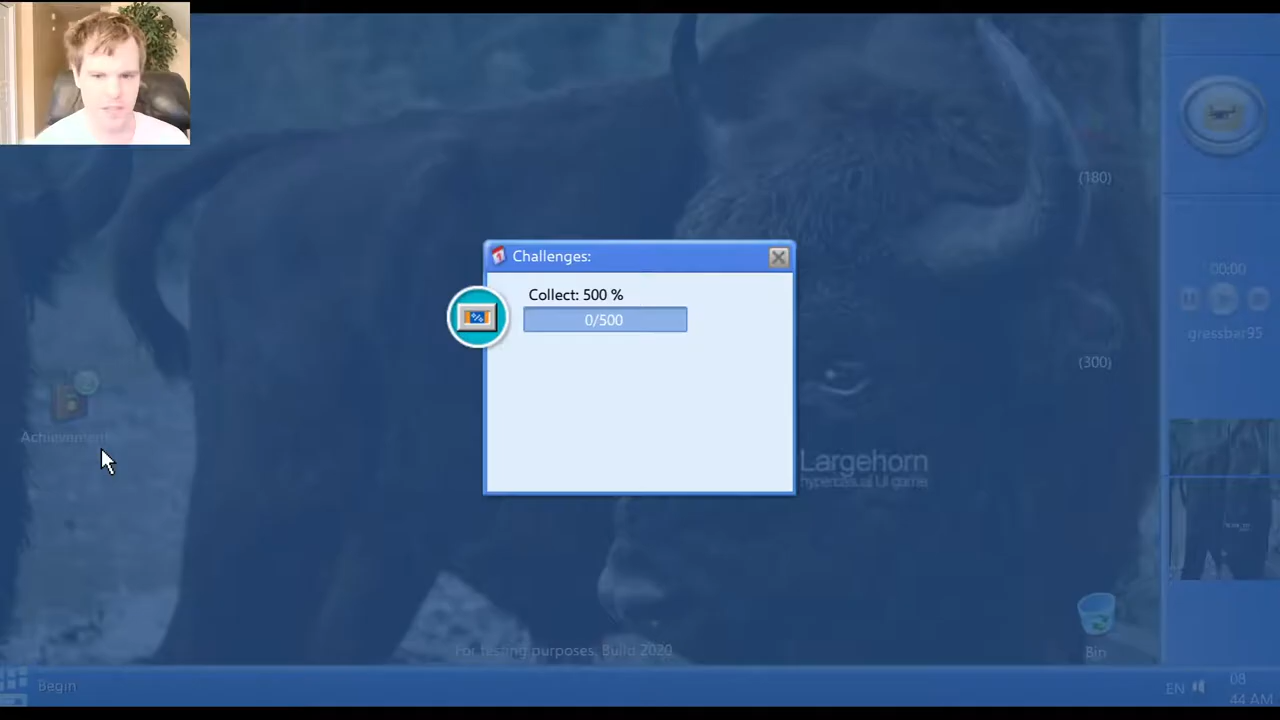 Challenges:
Collect: 500 %
0/500
(180)
00:00
gressbar95
(300)
Achievment
Largehorn
hypercasual UI game
For testing purposes. Build 2020
Bin
Begin
EN
08
44 AM